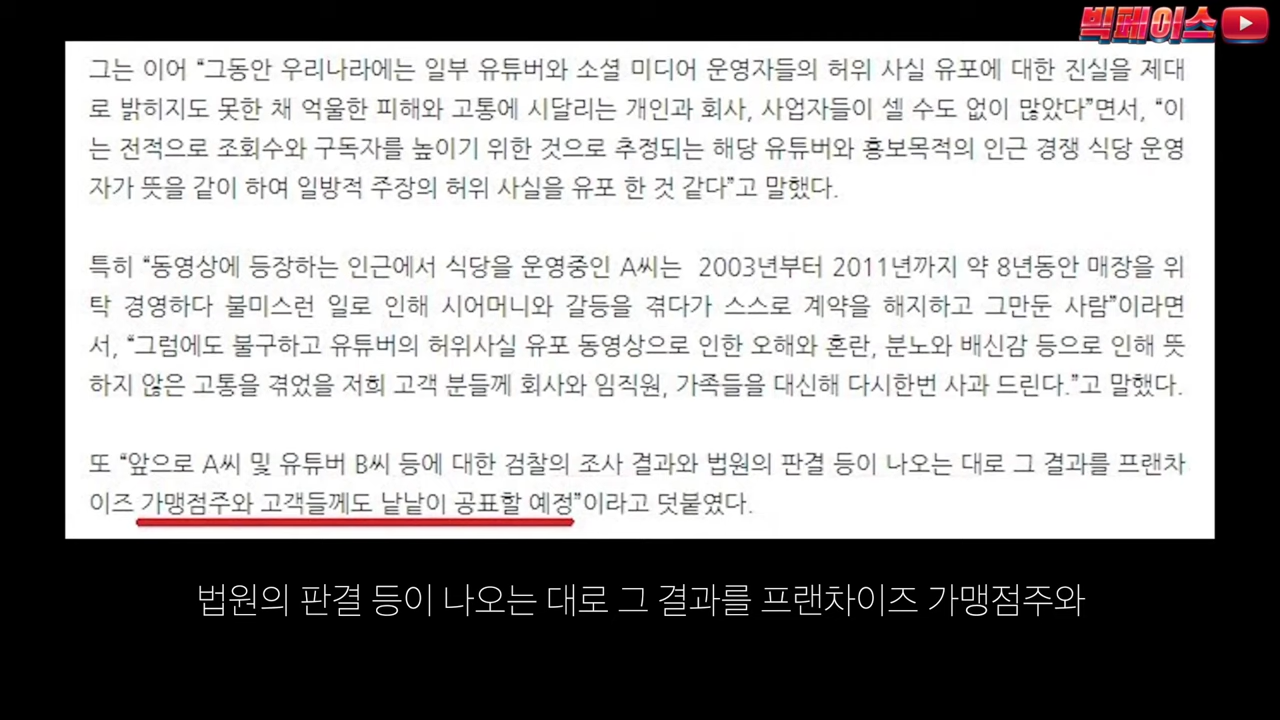 빅페이스
그는 이어 “그동안 우리나라에는 일부 유튜버와 소셜 미디어 운영자들의 허위 사실 유포에 대한 진실을 제대
로 밝히지도 못한 채 억울한 피해와 고통에 시달리는 개인과 회사, 사업자들이 셀 수도 없이 많았다”면서, “이
는 전적으로 조회수와 구독자를 높이기 위한 것으로 추정되는 해당 유튜버와 홍보목적의 인근 경쟁 식당 운영
자가 뜻을 같이 하여 일방적 주장의 허위 사실을 유포 한 것 같다”고 말했다.
특히 “동영상에 등장하는 인근에서 식당을 운영중인 A씨는 2003년부터 2011년까지 약 8년동안 매장을 위
탁 경영하다 불미스런 일로 인해 시어머니와 갈등을 겪다가 스스로 계약을 해지하고 그만둔 사람”이라면
서, “그럼에도 불구하고 유튜버의 허위사실 유포 동영상으로 인한 오해와 혼란, 분노와 배신감 등으로 인해 뜻
하지 않은 고통을 겪었을 저희 고객 분들께 회사와 임직원, 가족들을 대신해 다시한번 사과 드린다.”고 말했다.
또 “앞으로 A씨 및 유튜버 B씨 등에 대한 검찰의 조사 결과와 법원의 판결 등이 나오는 대로 그 결과를 프랜차
이즈 가맹점주와 고객들께도 낱낱이 공표할 예정”이라고 덧붙였다.
법원의 판결 등이 나오는 대로 그 결과를 프랜차이즈 가맹점주와